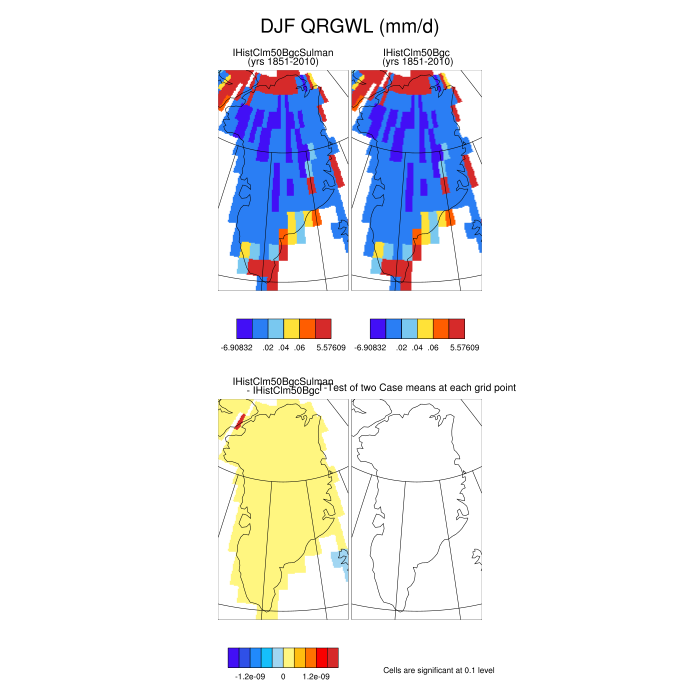 DJF QRGWL (mm/d)
IHistClm50BgcSulman
(yrs 1851-2010)
IHistClm50Bgc
(yrs 1851-2010)
-6.90832 .02 .04 .06 5.57609
-6.90832 .02 .04 .06 5.57609
IHistClm50BgcSulman
- IHistClm50Bgc
T-Test of two Case means at each grid point
-1.2e-09 0 1.2e-09
Cells are significant at 0.1 level